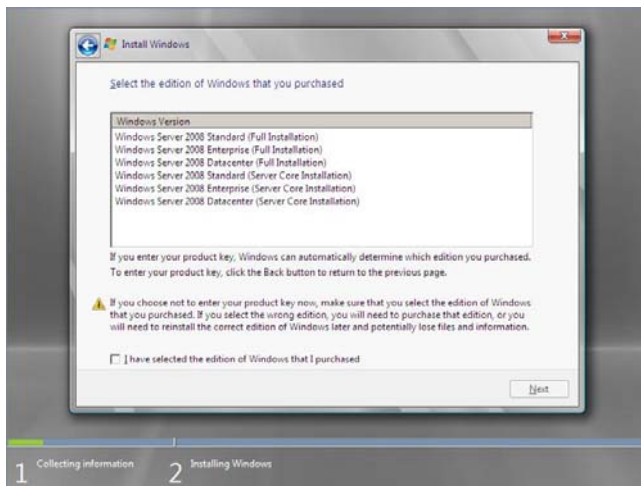 Install Windows
Select the edition of Windows that you purchased
Windows Version
Windows Server 2008 Standard (Full Installation)
Windows Server 2008 Enterprise (Full Installation)
Windows Server 2008 Datacenter (Full Installation)
Windows Server 2008 Standard (Server Core Installation)
Windows Server 2008 Enterprise (Server Core Installation)
Windows Server 2008 Datacenter (Server Core Installation)
If you enter your product key, Windows can automatically determine which edition you purchased.
To enter your product key, click the Back button to return to the previous page.
If you choose not to enter your product key now, make sure that you select the edition of Windows
that you purchased. If you select the wrong edition, you will need to purchase that edition, or you
will need to reinstall the correct edition of Windows later and potentially lose files and information.
I have selected the edition of Windows that I purchased
Next
1 Collecting information 2 Installing Windows